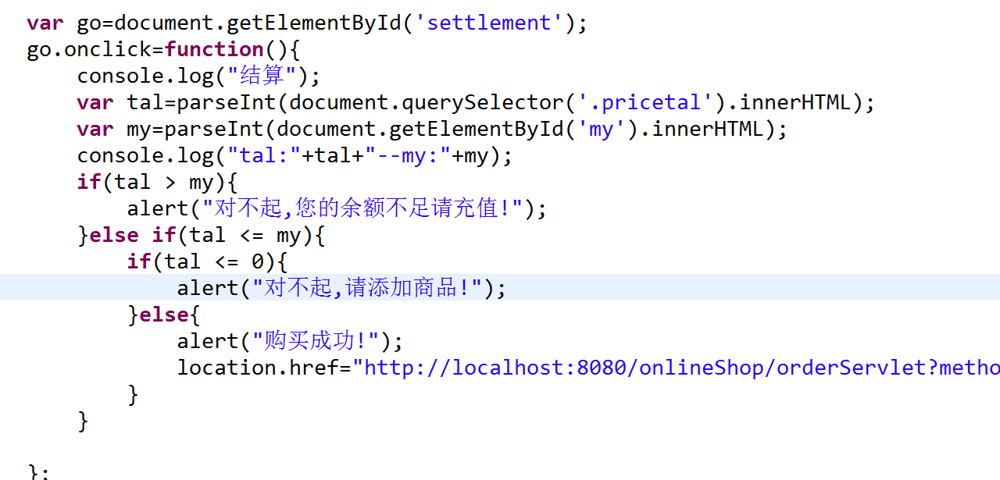 var go=document.getElementById('settlement');
go.onclick=function(){
    console.log("结算");
    var tal=parseInt(document.querySelector('.pricetal').innerHTML);
    var my=parseInt(document.getElementById('my').innerHTML);
    console.log("tal:"+tal+"--my:"+my);
    if(tal > my){
        alert("对不起,您的余额不足请充值!");
    }else if(tal <= my){
        if(tal <= 0){
            alert("对不起,请添加商品!");
        }else{
            alert("购买成功!");
            location.href="http://localhost:8080/onlineShop/orderServlet?metho
        }
    }
};